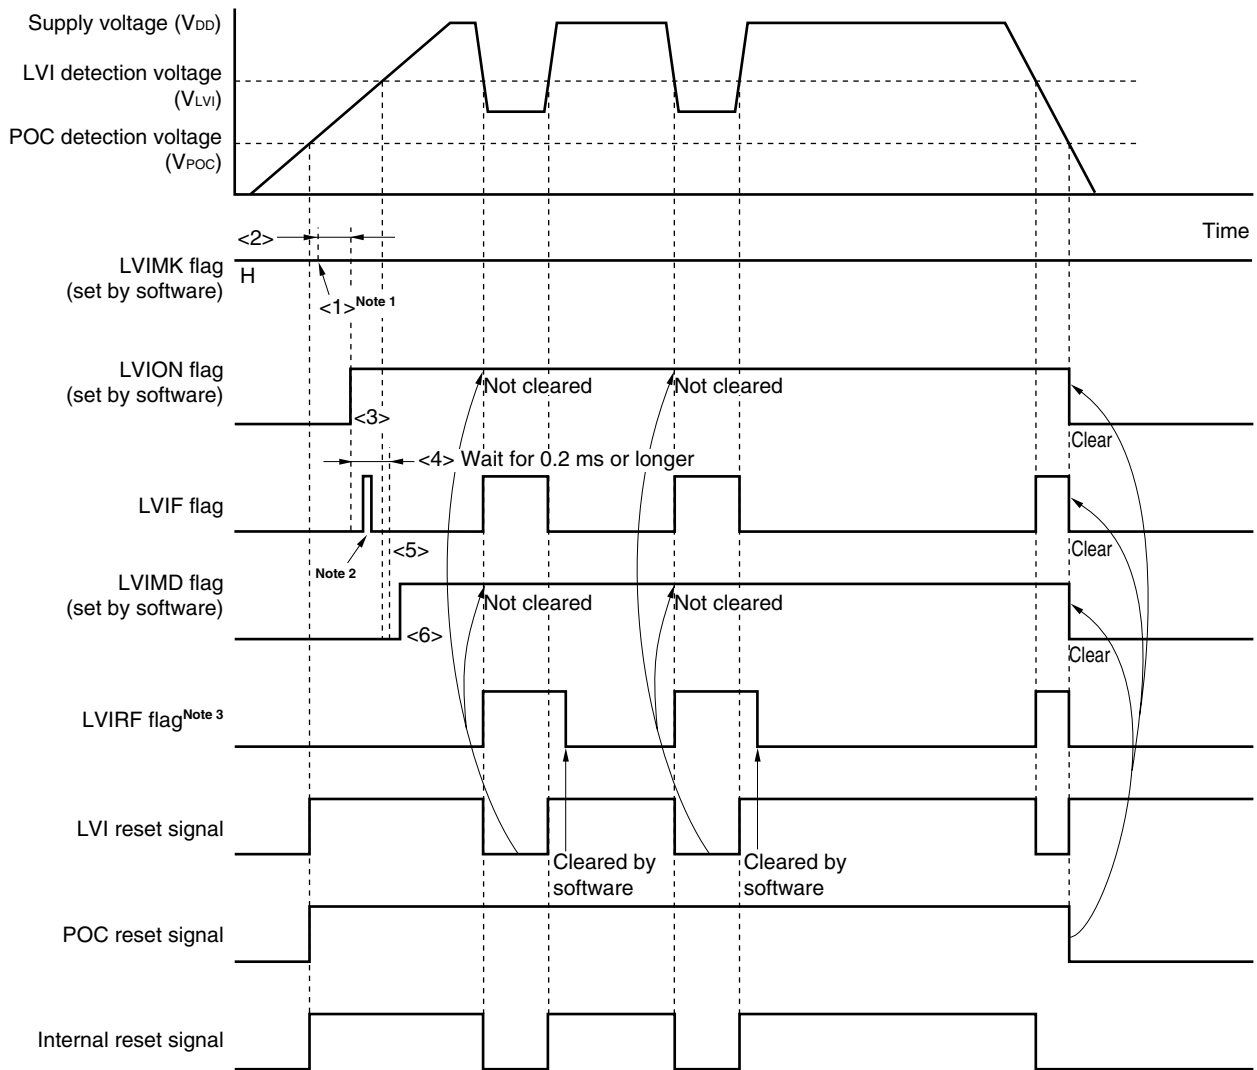 Supply voltage (VDD)
LVI detection voltage
(VLVI)
POC detection voltage
(VPOC)
Time
<2>
LVIMK flag
(set by software)
H
<1>Note 1
LVION flag
(set by software)
Not cleared
Not cleared
<3>
Clear
<4> Wait for 0.2 ms or longer
LVIF flag
<5>
Clear
Note 2
LVIMD flag
(set by software)
Not cleared
Not cleared
<6>
Clear
LVIRF flagNote 3
LVI reset signal
Cleared by
software
Cleared by
software
POC reset signal
Internal reset signal